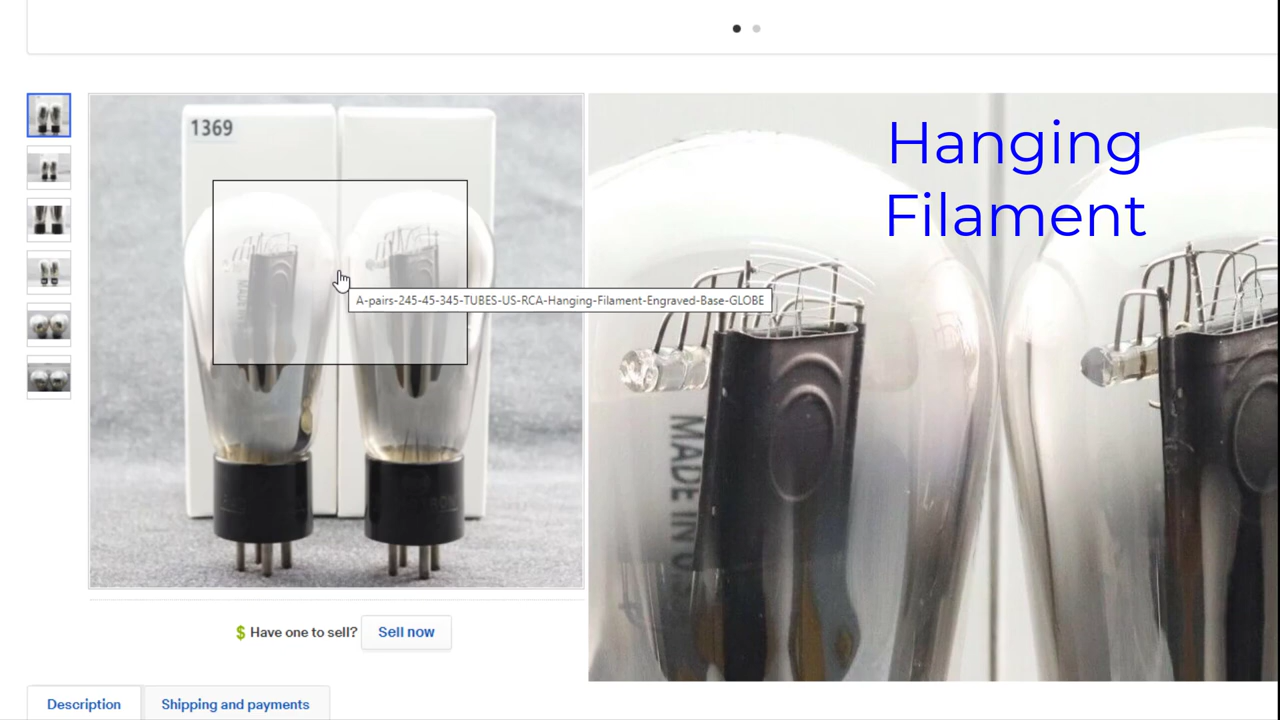 1369
Hanging
Filament
A-pairs-245-45-345-TUBES-US-RCA-Hanging-Filament-Engraved-Base-GLOBE
MADE IN U.S.
$ Have one to sell? Sell now
Description
Shipping and payments